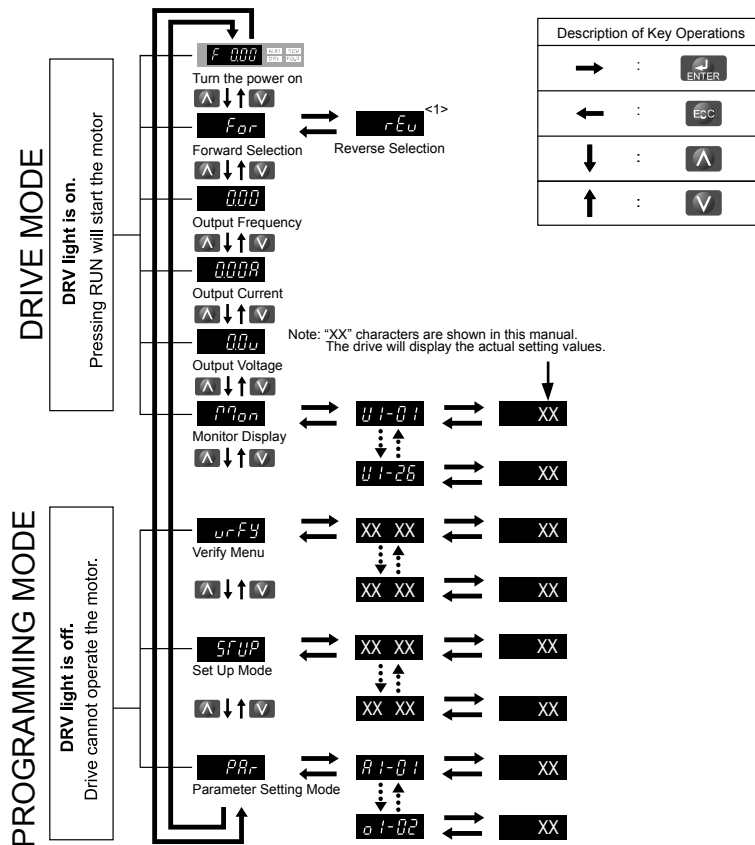 DRIVE MODE
DRV light is on.
Pressing RUN will start the motor
F 0.00
ALM REV
DRV FOUT
Turn the power on
For
rEv
<1>
Forward Selection
Reverse Selection
0.00
Output Frequency
0.00A
Output Current
0.0v
Output Voltage
Mon
U1-01
XX
Monitor Display
U1-26
XX
Note: “XX” characters are shown in this manual.
The drive will display the actual setting values.
Description of Key Operations
→ : ENTER
← : ESC
↓ : ∧
↑ : ∨
PROGRAMMING MODE
DRV light is off.
Drive cannot operate the motor.
vrFY
XX XX
XX
Verify Menu
XX XX
XX
STUP
XX XX
XX
Set Up Mode
XX XX
XX
PAr
A1-01
XX
Parameter Setting Mode
o1-02
XX